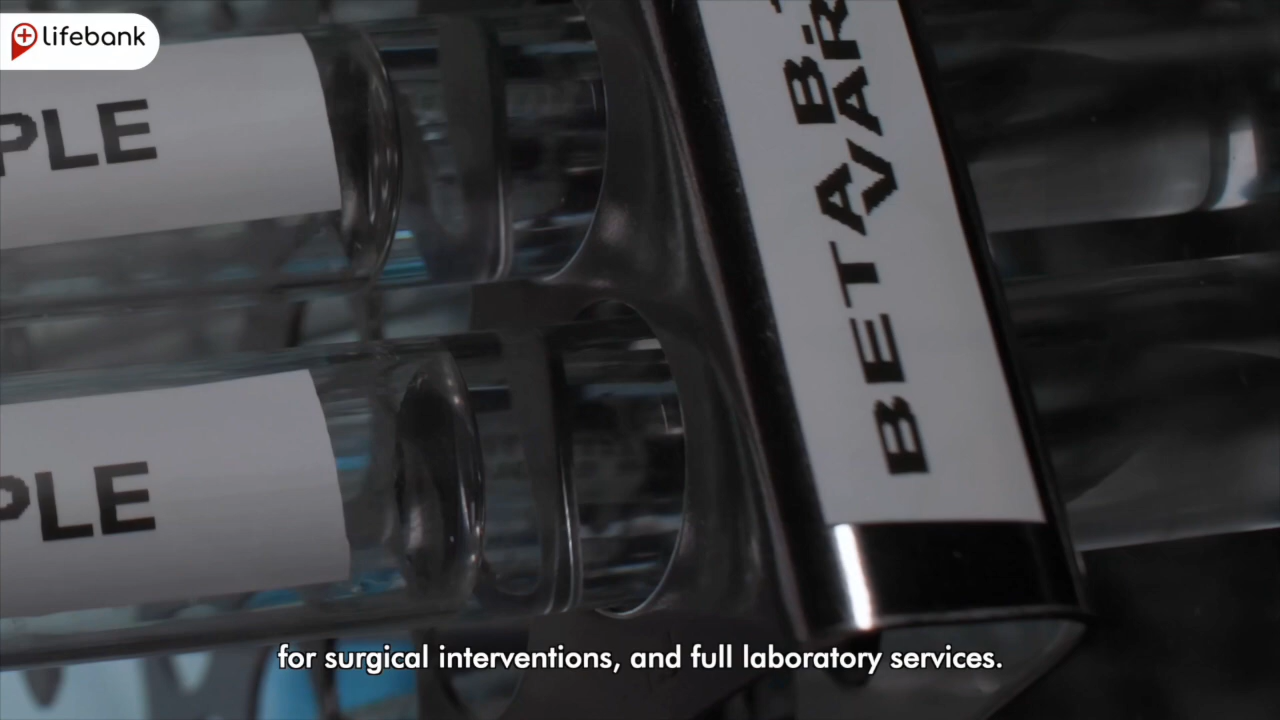 lifebank
PLE
BETA
PLE
for surgical interventions, and full laboratory services.